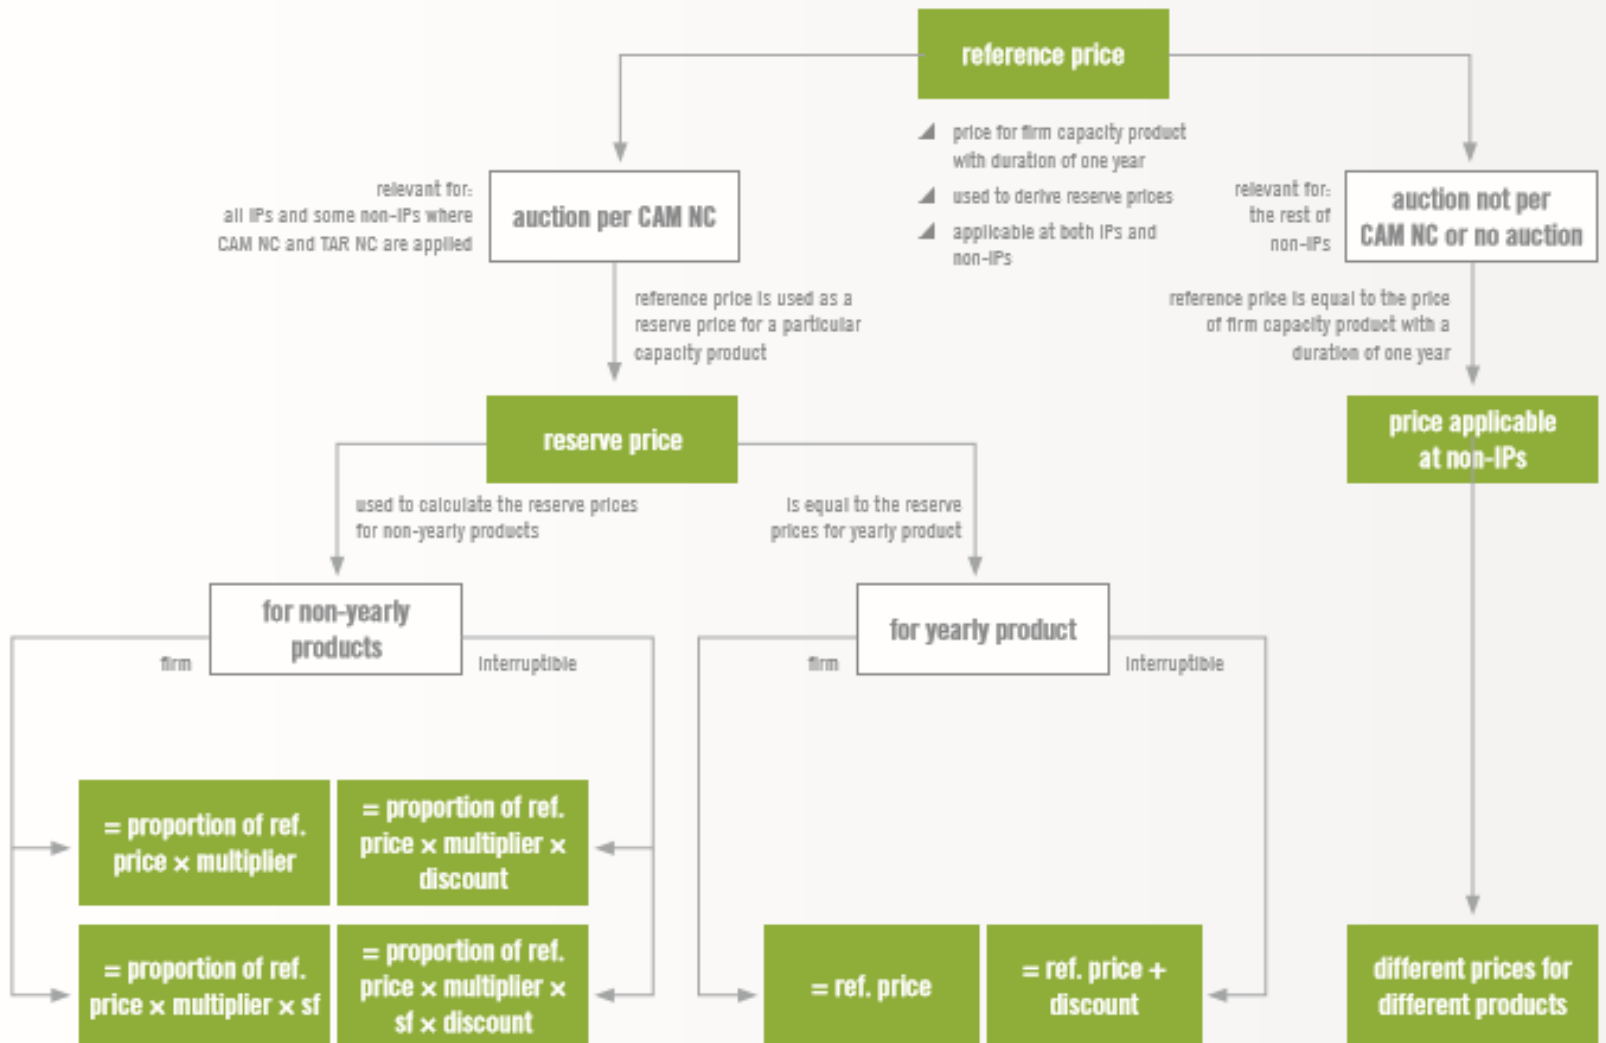 reference price
price for firm capacity product
with duration of one year
used to derive reserve prices
applicable at both IPs and
non-IPs
relevant for:
all IPs and some non-IPs where
CAM NC and TAR NC are applied
auction per CAM NC
relevant for:
the rest of
non-IPs
auction not per
CAM NC or no auction
reference price is used as a
reserve price for a particular
capacity product
reference price is equal to the price
of firm capacity product with a
duration of one year
reserve price
price applicable
at non-IPs
used to calculate the reserve prices
for non-yearly products
is equal to the reserve
prices for yearly product
for non-yearly
products
firm
interruptible
for yearly product
firm
interruptible
= proportion of ref.
price × multiplier
= proportion of ref.
price × multiplier ×
discount
= proportion of ref.
price × multiplier × sf
= proportion of ref.
price × multiplier ×
sf × discount
= ref. price
= ref. price +
discount
different prices for
different products